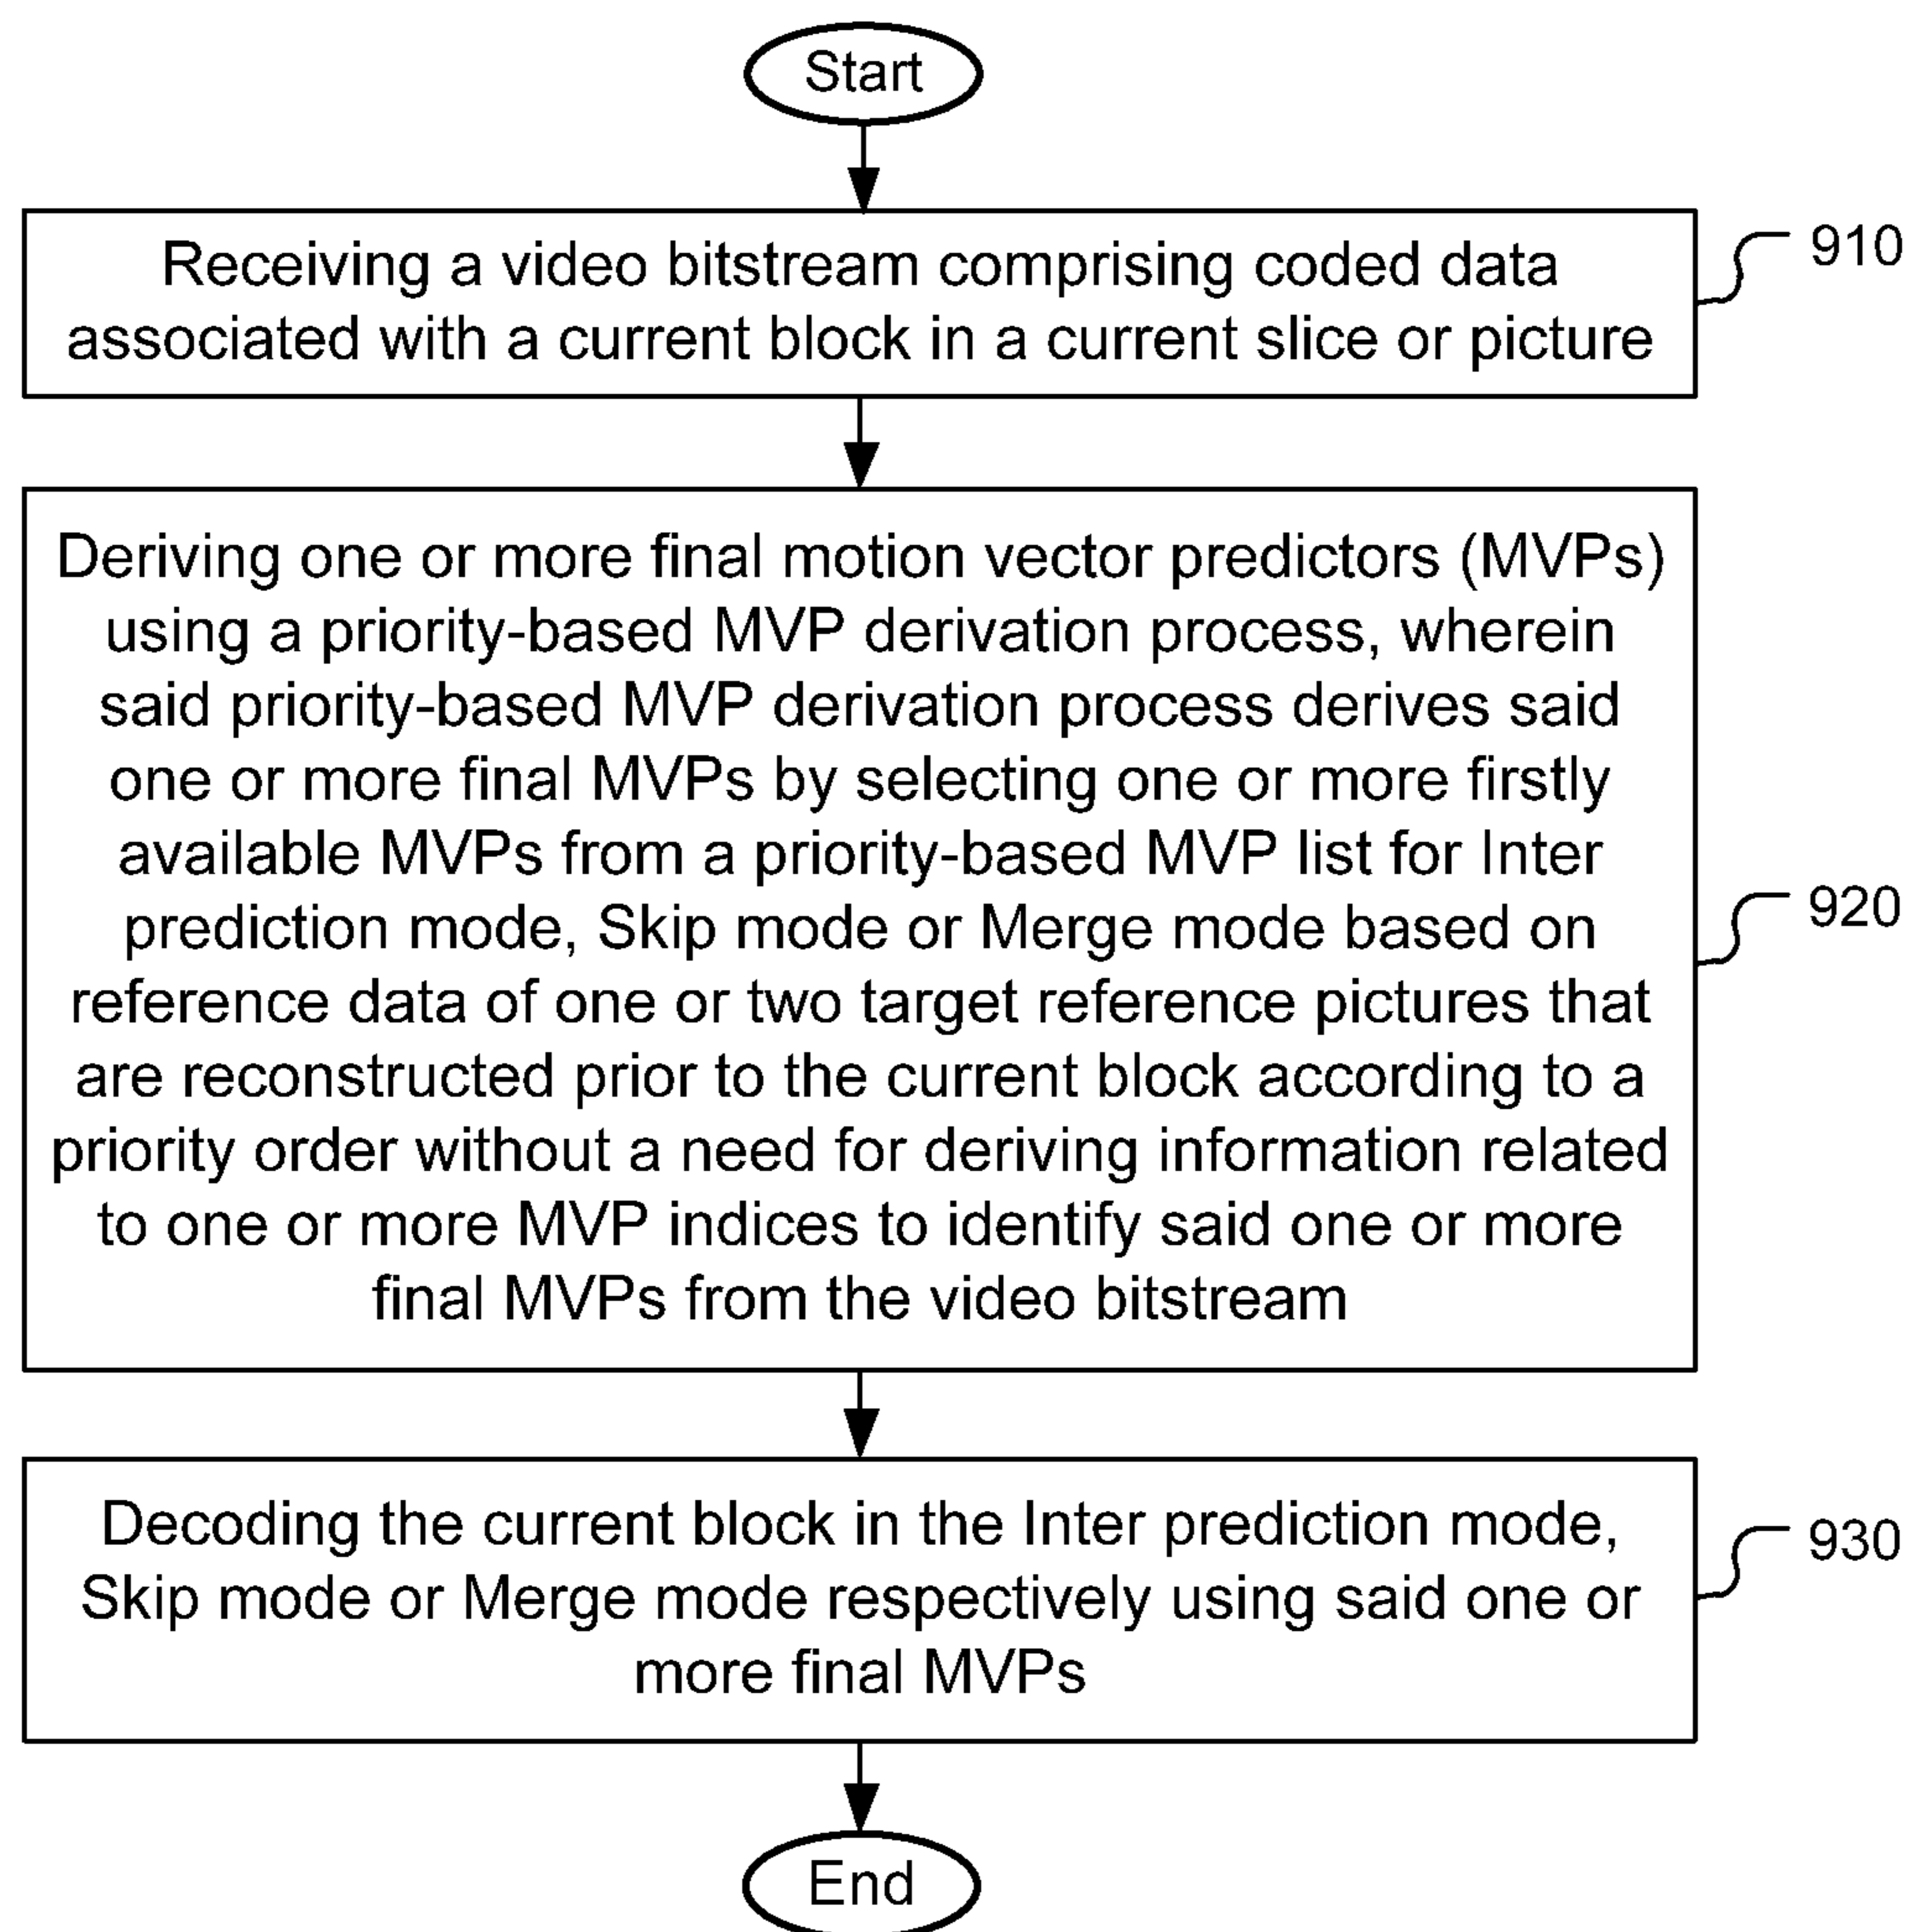 Start
Receiving a video bitstream comprising coded data
associated with a current block in a current slice or picture
910
Deriving one or more final motion vector predictors (MVPs)
using a priority-based MVP derivation process, wherein
said priority-based MVP derivation process derives said
one or more final MVPs by selecting one or more firstly
available MVPs from a priority-based MVP list for Inter
prediction mode, Skip mode or Merge mode based on
reference data of one or two target reference pictures that
are reconstructed prior to the current block according to a
priority order without a need for deriving information related
to one or more MVP indices to identify said one or more
final MVPs from the video bitstream
920
Decoding the current block in the Inter prediction mode,
Skip mode or Merge mode respectively using said one or
more final MVPs
930
End